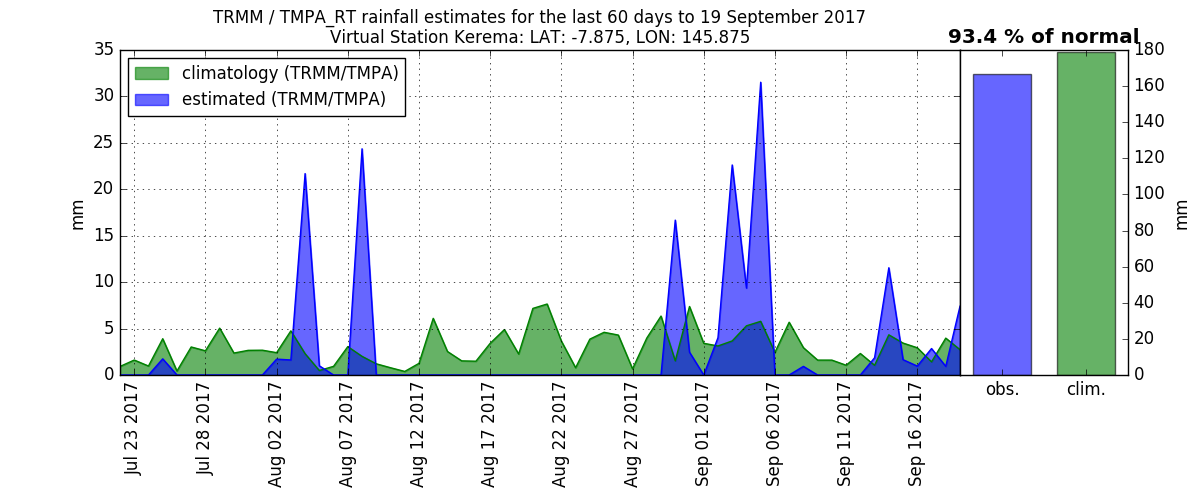 TRMM / TMPA_RT rainfall estimates for the last 60 days to 19 September 2017
Virtual Station Kerema: LAT: -7.875, LON: 145.875
93.4 % of normal
climatology (TRMM/TMPA)
estimated (TRMM/TMPA)
mm
35
30
25
20
15
10
5
0
Jul 23 2017
Jul 28 2017
Aug 02 2017
Aug 07 2017
Aug 12 2017
Aug 17 2017
Aug 22 2017
Aug 27 2017
Sep 01 2017
Sep 06 2017
Sep 11 2017
Sep 16 2017
obs.
clim.
180
160
140
120
100
80
60
40
20
0
mm